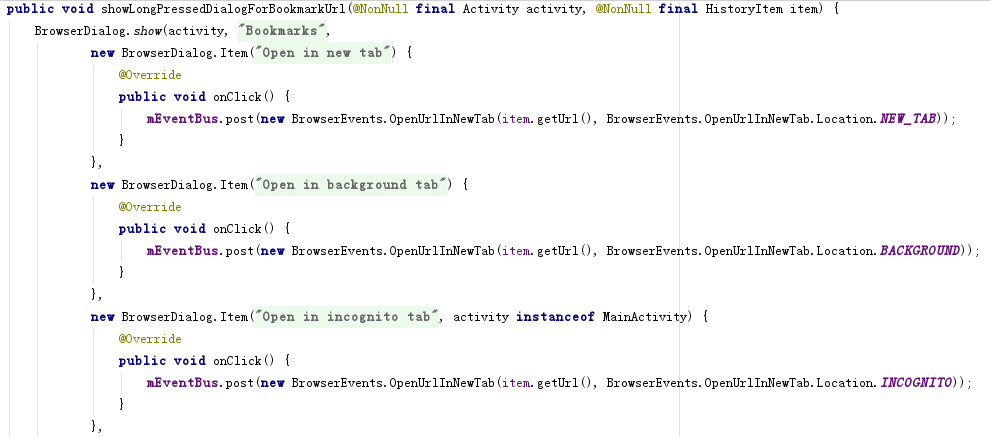 public void showLongPressedDialogForBookmarkUrl(@NonNull final Activity activity, @NonNull final HistoryItem item) {
BrowserDialog.show(activity, "Bookmarks",
new BrowserDialog.Item("Open in new tab") {
@Override
public void onClick() {
mEventBus.post(new BrowserEvents.OpenUrlInNewTab(item.getUrl(), BrowserEvents.OpenUrlInNewTab.Location.NEW_TAB));
}
},
new BrowserDialog.Item("Open in background tab") {
@Override
public void onClick() {
mEventBus.post(new BrowserEvents.OpenUrlInNewTab(item.getUrl(), BrowserEvents.OpenUrlInNewTab.Location.BACKGROUND));
}
},
new BrowserDialog.Item("Open in incognito tab", activity instanceof MainActivity) {
@Override
public void onClick() {
mEventBus.post(new BrowserEvents.OpenUrlInNewTab(item.getUrl(), BrowserEvents.OpenUrlInNewTab.Location.INCOGNITO));
}
},